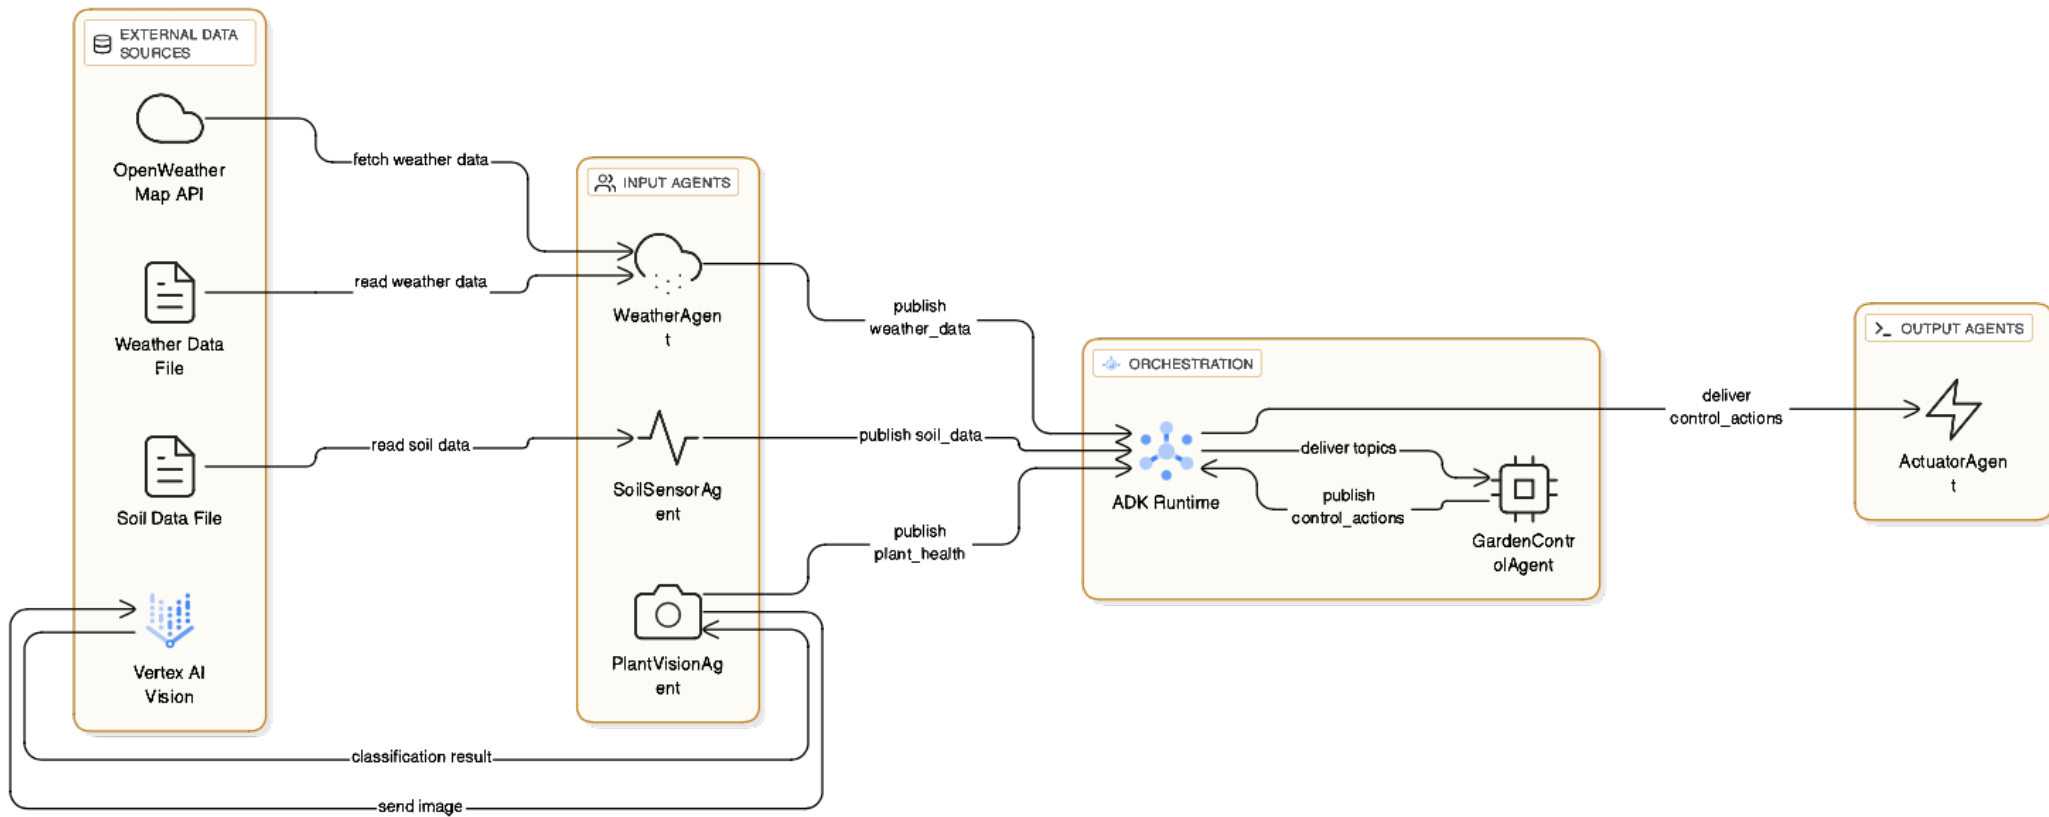 EXTERNAL DATA
SOURCES
OpenWeather
Map API
Weather Data
File
Soil Data File
Vertex AI
Vision
fetch weather data
read weather data
read soil data
classification result
send image
INPUT AGENTS
WeatherAgen
t
SoilSensorAg
ent
PlantVisionAg
ent
publish
weather_data
publish soil_data
publish
plant_health
ORCHESTRATION
ADK Runtime
deliver topics
publish
control_actions
GardenContr
olAgent
deliver
control_actions
OUTPUT AGENTS
ActuatorAgen
t